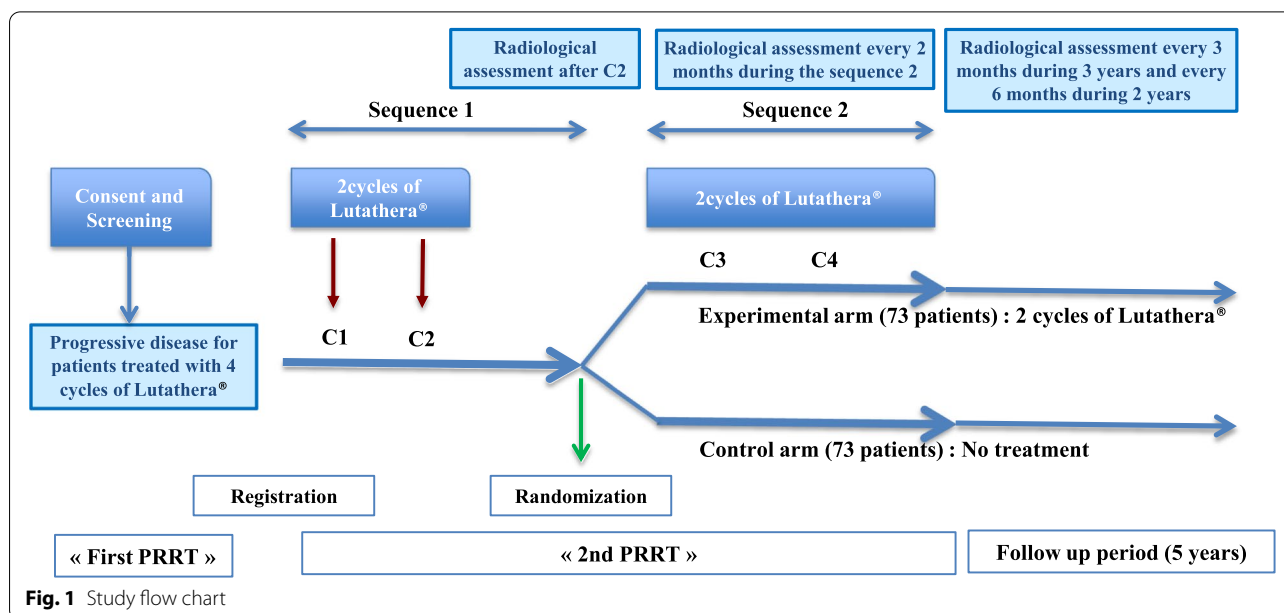 Radiological
assessment after C2
Radiological assessment every 2
months during the sequence 2
Radiological assessment every 3
months during 3 years and every
6 months during 2 years
Sequence 1
Sequence 2
Consent and
Screening
2cycles of
Lutathera®
2cycles of Lutathera®
C3 C4
Experimental arm (73 patients) : 2 cycles of Lutathera®
Progressive disease for
patients treated with 4
cycles of Lutathera®
C1 C2
Control arm (73 patients) : No treatment
Registration
Randomization
« First PRRT »
« 2nd PRRT »
Follow up period (5 years)
Fig. 1 Study flow chart